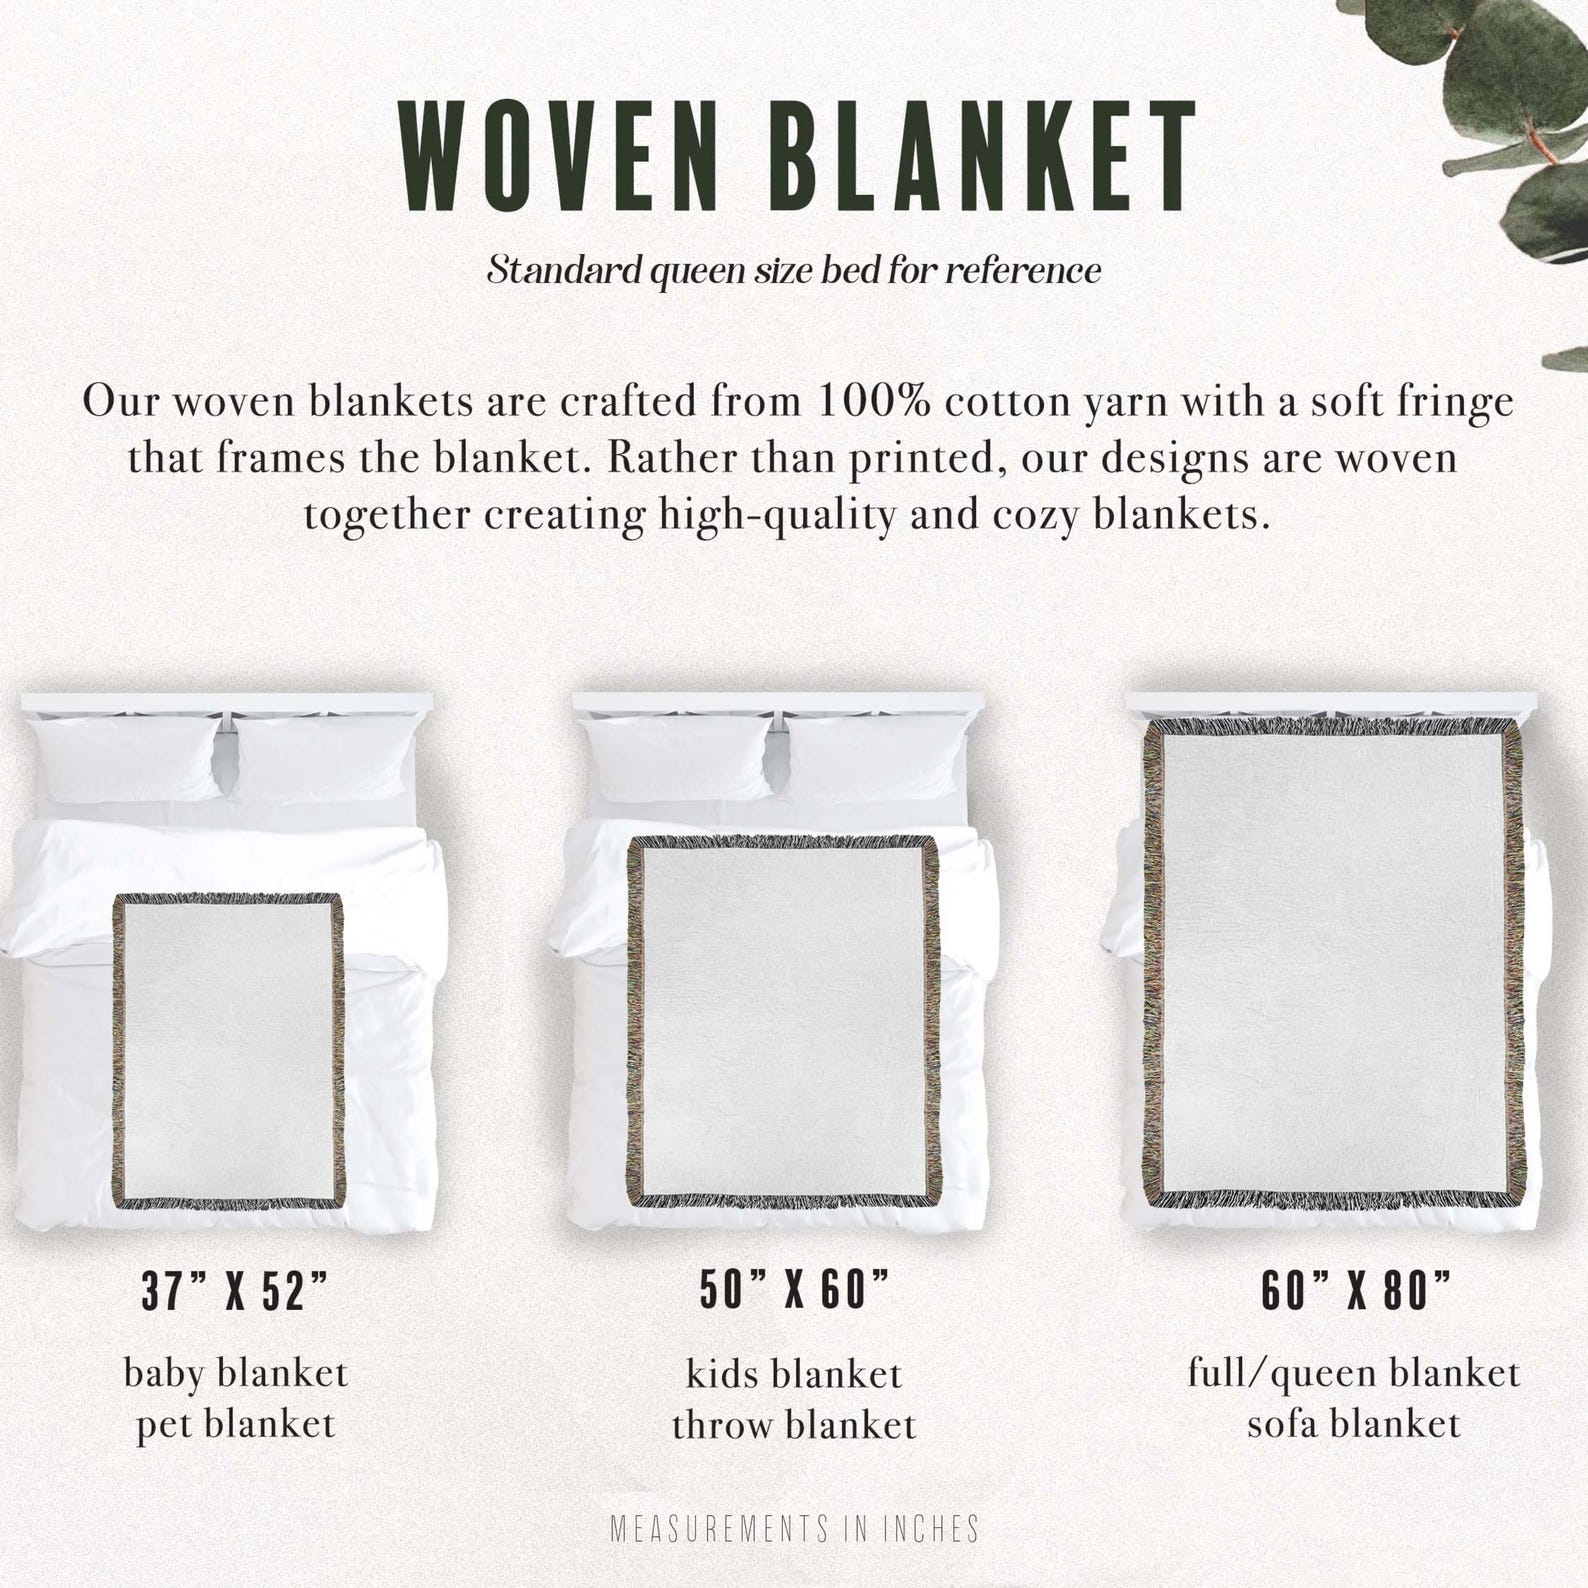 WOVEN BLANKET
Standard queen size bed for reference
Our woven blankets are crafted from 100% cotton yarn with a soft fringe
that frames the blanket. Rather than printed, our designs are woven
together creating high-quality and cozy blankets.
37” X 52”
baby blanket
pet blanket
50” X 60”
kids blanket
throw blanket
60” X 80”
full/queen blanket
sofa blanket
MEASUREMENTS IN INCHES